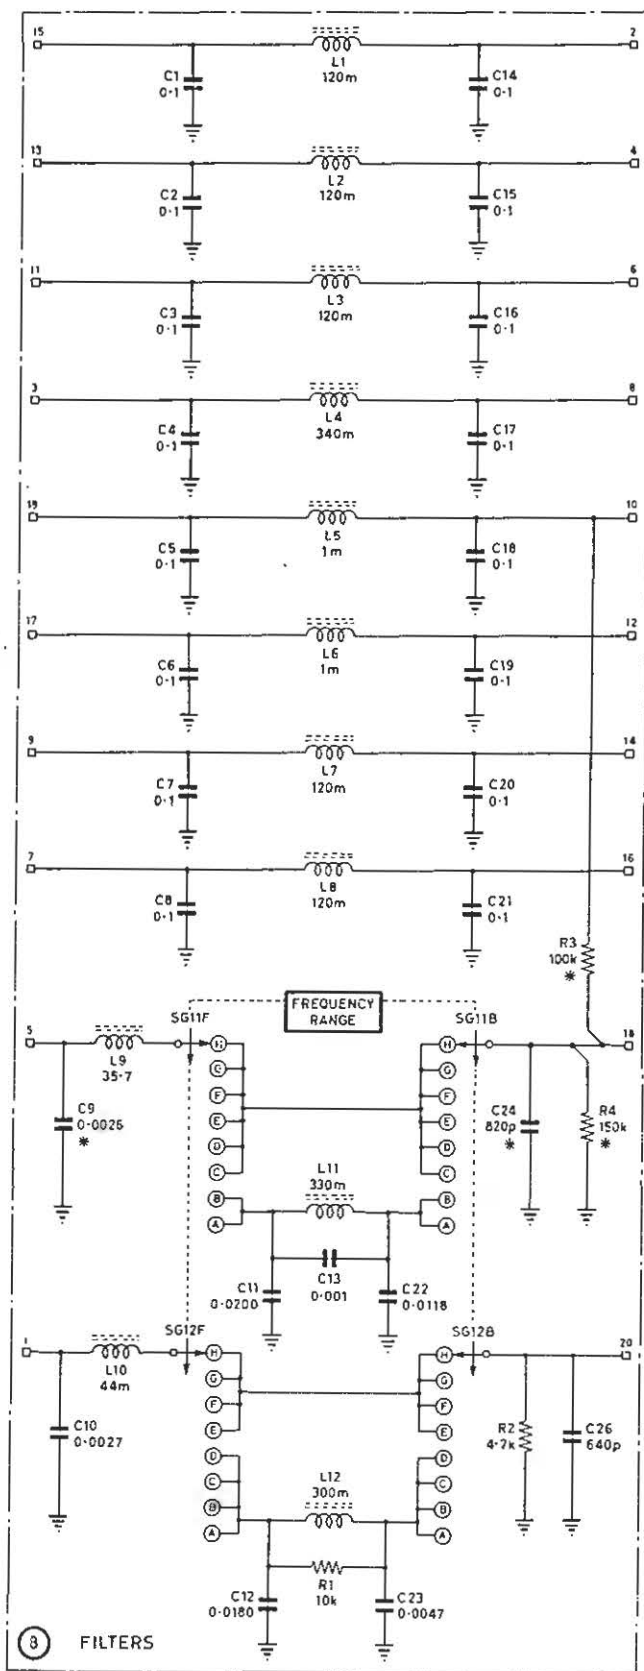 15 2
L1
120m
C1
0·1
C14
0·1
13 4
L2
120m
C2
0·1
C15
0·1
11 6
L3
120m
C3
0·1
C16
0·1
3 8
L4
340m
C4
0·1
C17
0·1
19 10
L5
1m
C5
0·1
C18
0·1
17 12
L6
1m
C6
0·1
C19
0·1
9 14
L7
120m
C7
0·1
C20
0·1
7 16
L8
120m
C8
0·1
C21
0·1
R3
100k
*
FREQUENCY
RANGE
SG11F SG11B
5 18
L9
35·7
C9
0·0026
*
H H
G G
F F
E E
D D
C C
B B
A A
C24
820p
*
R4
150k
*
L11
330m
C13
0·001
C11
0·0200
C22
0·0118
SG12F SG12B
1 20
L10
44m
C10
0·0027
H H
G G
F F
E E
D D
C C
B B
A A
R2
4·7k
C26
640p
L12
300m
R1
10k
C12
0·0180
C23
0·0047
8 FILTERS